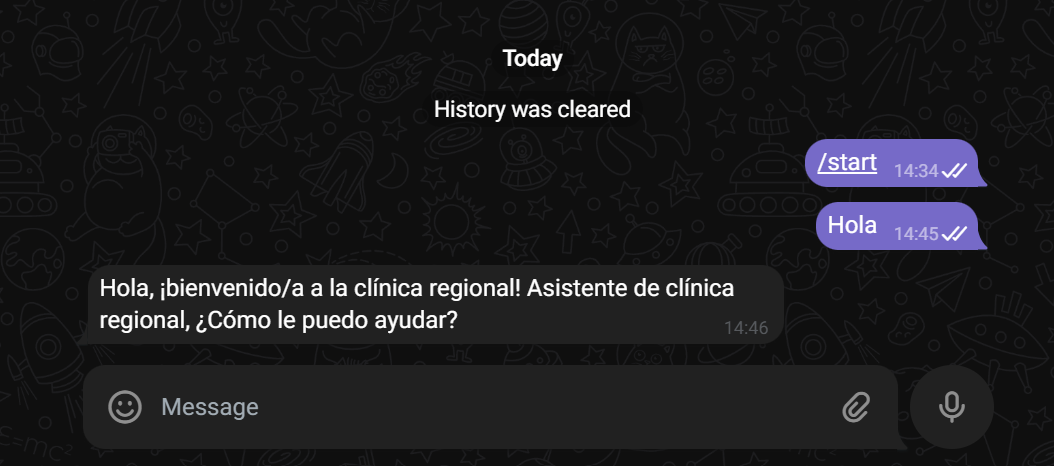 Today
History was cleared
/start 14:34
Hola 14:45
Hola, ¡bienvenido/a a la clínica regional! Asistente de clínica
regional, ¿Cómo le puedo ayudar?
14:46
Message
=mc²